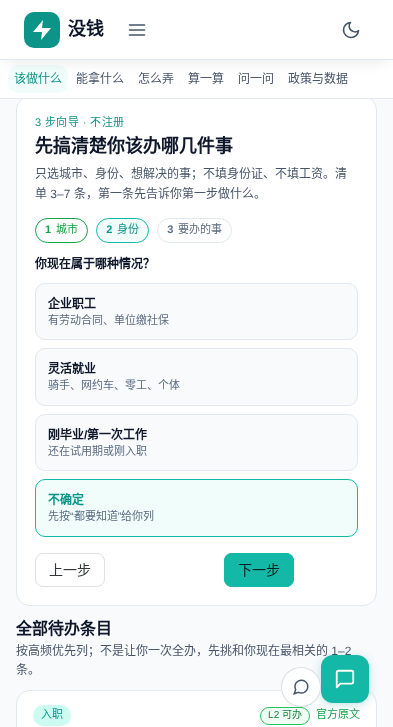 没钱
该做什么 能拿什么 怎么弄 算一算 问一问 政策与数据
3 步向导 · 不注册
先搞清楚你该办哪几件事
只选城市、身份、想解决的事；不填身份证、不填工资。清
单 3–7 条，第一条先告诉你第一步做什么。
1 城市 2 身份 3 要办的事
你现在属于哪种情况?
企业职工
有劳动合同、单位缴社保
灵活就业
骑手、网约车、零工、个体
刚毕业/第一次工作
还在试用期或刚入职
不确定
先按“都要知道”给你列
上一步 下一步
全部待办条目
按高频优先列；不是让你一次全办，先挑和你现在最相关的 1–2
条。
入职 L2 可办 官方原文